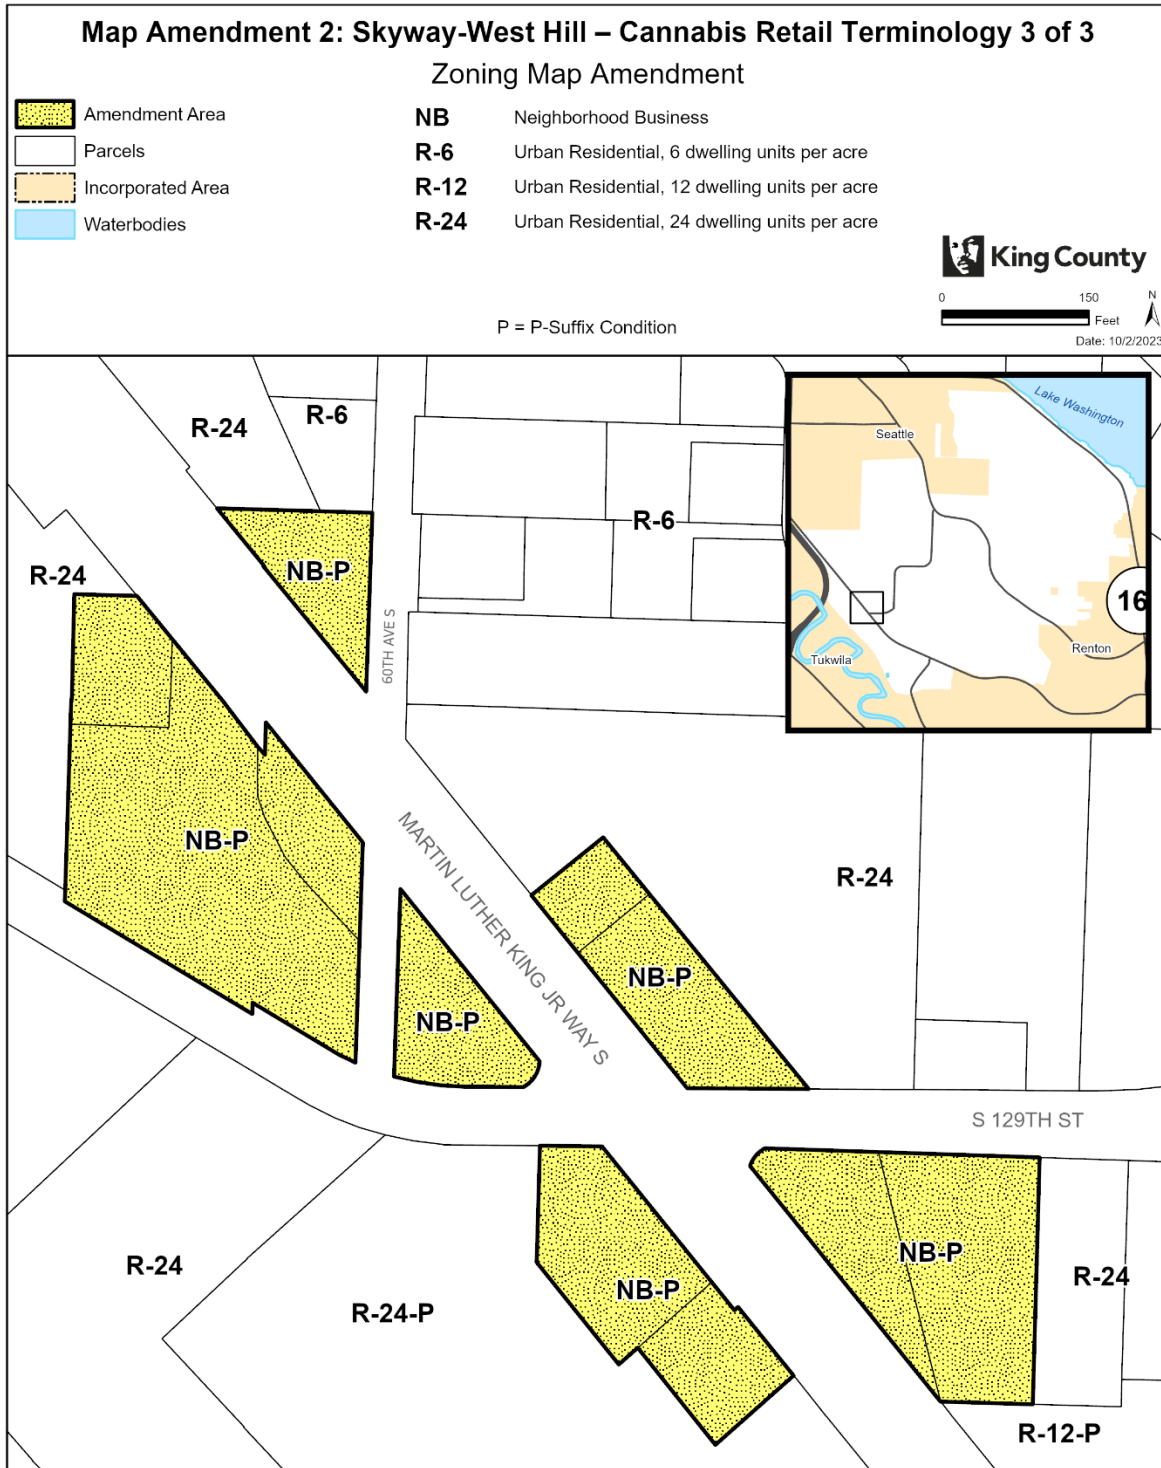 Map Amendment 2: Skyway-West Hill – Cannabis Retail Terminology 3 of 3
Zoning Map Amendment
Amendment Area
Parcels
Incorporated Area
Waterbodies
NB Neighborhood Business
R-6 Urban Residential, 6 dwelling units per acre
R-12 Urban Residential, 12 dwelling units per acre
R-24 Urban Residential, 24 dwelling units per acre
King County
0 150
Feet
N
Date: 10/2/2023
P = P-Suffix Condition
R-24
R-6
Lake Washington
Seattle
R-6
NB-P
R-24
60TH AVE S
16
Renton
Tukwila
NB-P
MARTIN LUTHER KING JR WAY S
R-24
NB-P
NB-P
S 129TH ST
NB-P
R-24
R-24
NB-P
R-24-P
R-12-P